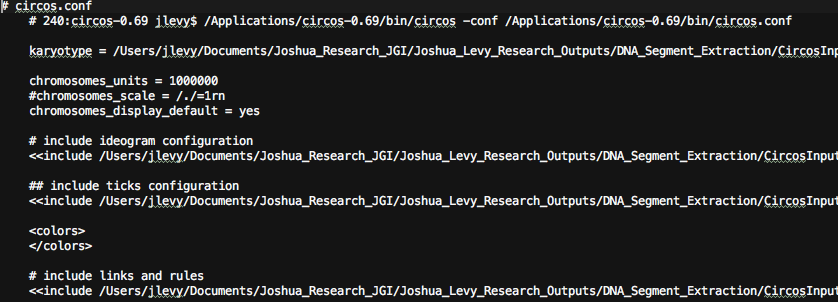 # circos.conf
# 240:circos-0.69 jlevy$ /Applications/circos-0.69/bin/circos -conf /Applications/circos-0.69/bin/circos.conf
karyotype = /Users/jlevy/Documents/Joshua_Research_JGI/Joshua_Levy_Research_Outputs/DNA_Segment_Extraction/CircosInpu
chromosomes_units = 1000000
#chromosomes_scale = /./=1rn
chromosomes_display_default = yes
# include ideogram configuration
<<include /Users/jlevy/Documents/Joshua_Research_JGI/Joshua_Levy_Research_Outputs/DNA_Segment_Extraction/CircosInput
## include ticks configuration
<<include /Users/jlevy/Documents/Joshua_Research_JGI/Joshua_Levy_Research_Outputs/DNA_Segment_Extraction/CircosInput
<colors>
</colors>
# include links and rules
<<include /Users/jlevy/Documents/Joshua_Research_JGI/Joshua_Levy_Research_Outputs/DNA_Segment_Extraction/CircosInput